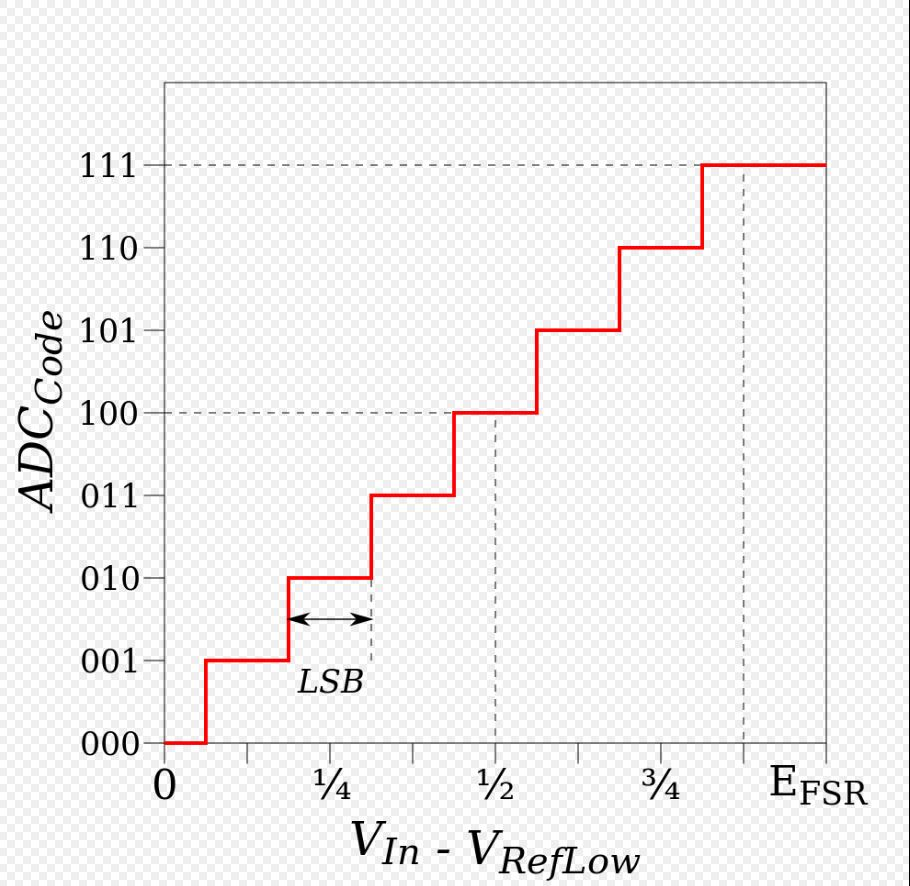 111
110
101
100
011
010
001
000
ADC_Code
LSB
0 ¼ ½ ¾ E_FSR
V_In - V_RefLow